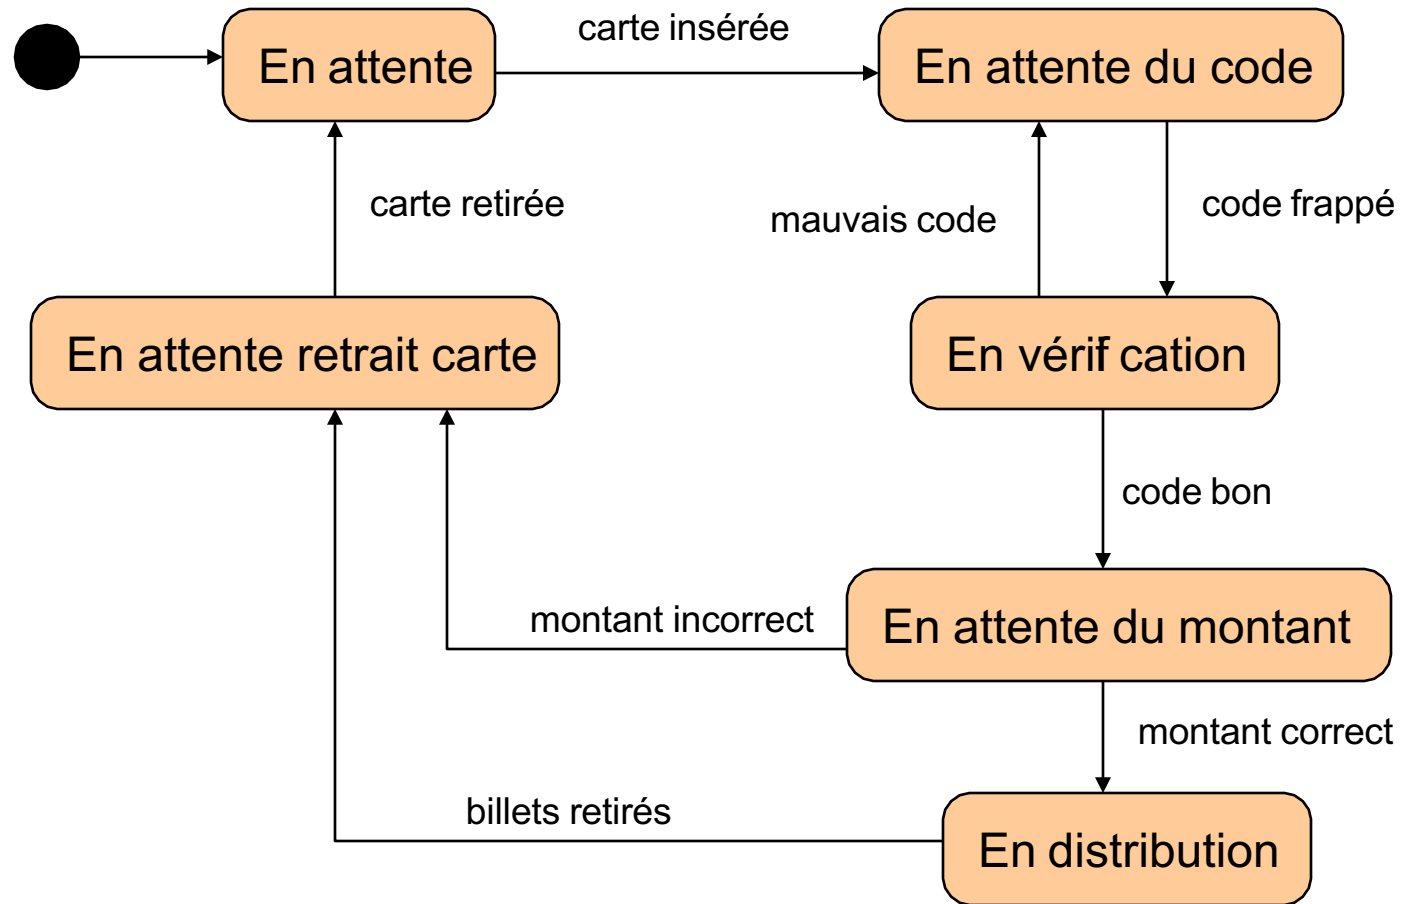 carte insérée
En attente
En attente du code
carte retirée
mauvais code
code frappé
En attente retrait carte
En vérif cation
code bon
montant incorrect
En attente du montant
montant correct
billets retirés
En distribution